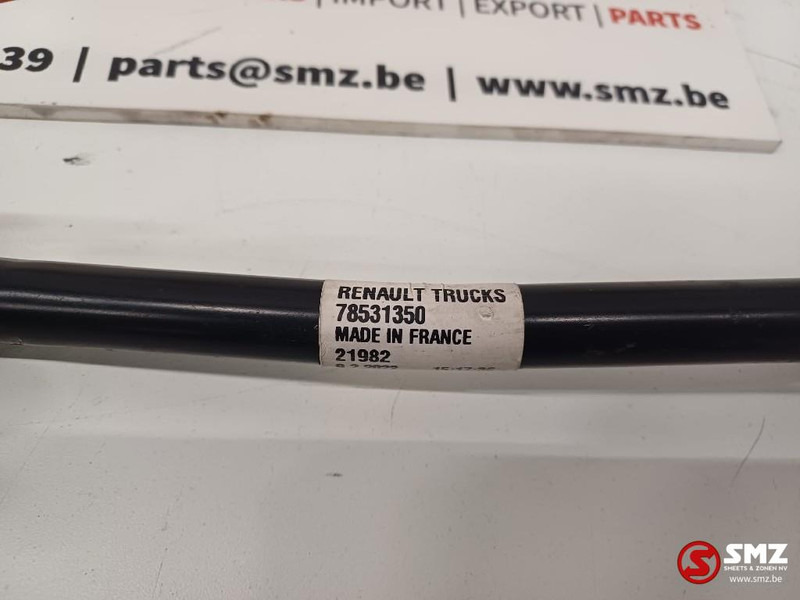 | IMPORT | EXPORT | PARTS
39 | parts@smz.be | www.smz.be
RENAULT TRUCKS
78531350
MADE IN FRANCE
21982
SMZ
SMEETS & ZONEN NV
www.smz.be